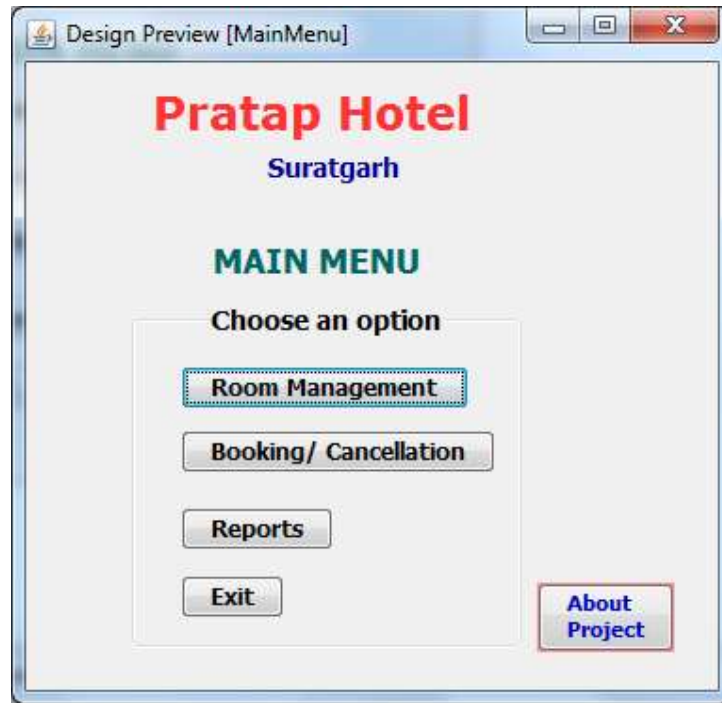 Design Preview [MainMenu]
Pratap Hotel
Suratgarh
MAIN MENU
Choose an option
Room Management
Booking/ Cancellation
Reports
Exit
About
Project